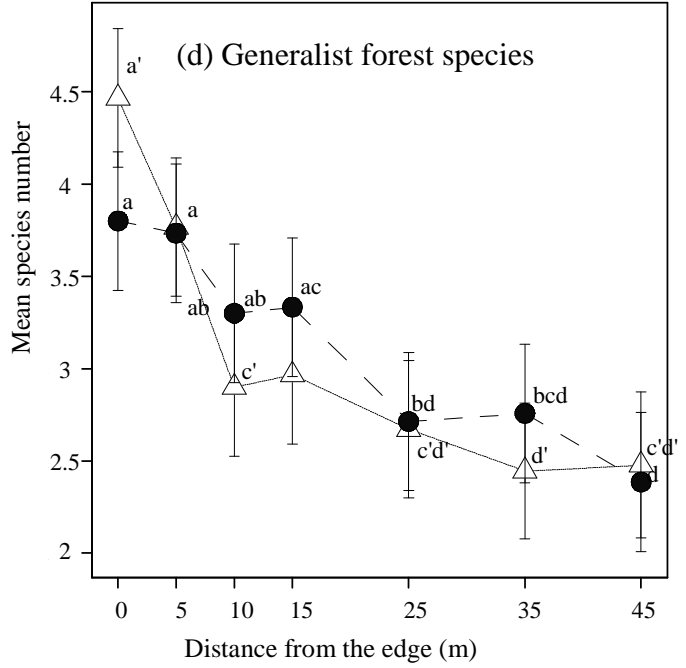 (d) Generalist forest species
Mean species number
4.5
4
3.5
3
2.5
2
a'
a
a
ab
ab
ac
c'
bd
c'd'
bcd
d'
c'd'
d
0 5 10 15 25 35 45
Distance from the edge (m)